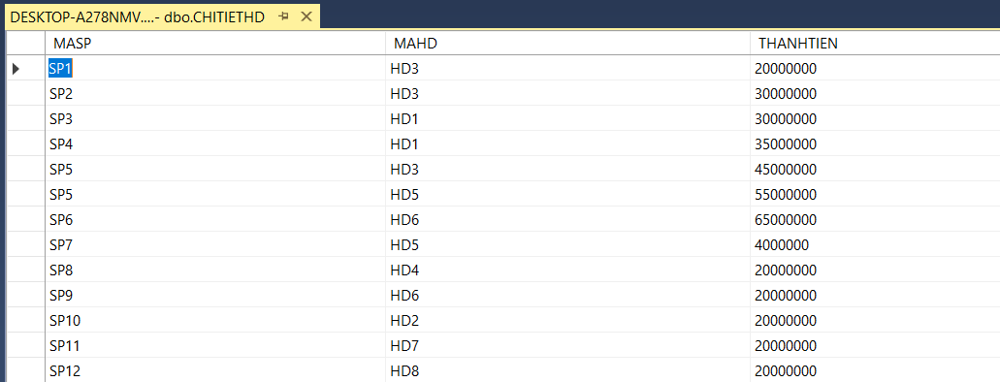 DESKTOP-A278NMV....- dbo.CHITIETHD
MASP MAHD THANHTIEN
SP1 HD3 20000000
SP2 HD3 30000000
SP3 HD1 30000000
SP4 HD1 35000000
SP5 HD3 45000000
SP5 HD5 55000000
SP6 HD6 65000000
SP7 HD5 4000000
SP8 HD4 20000000
SP9 HD6 20000000
SP10 HD2 20000000
SP11 HD7 20000000
SP12 HD8 20000000